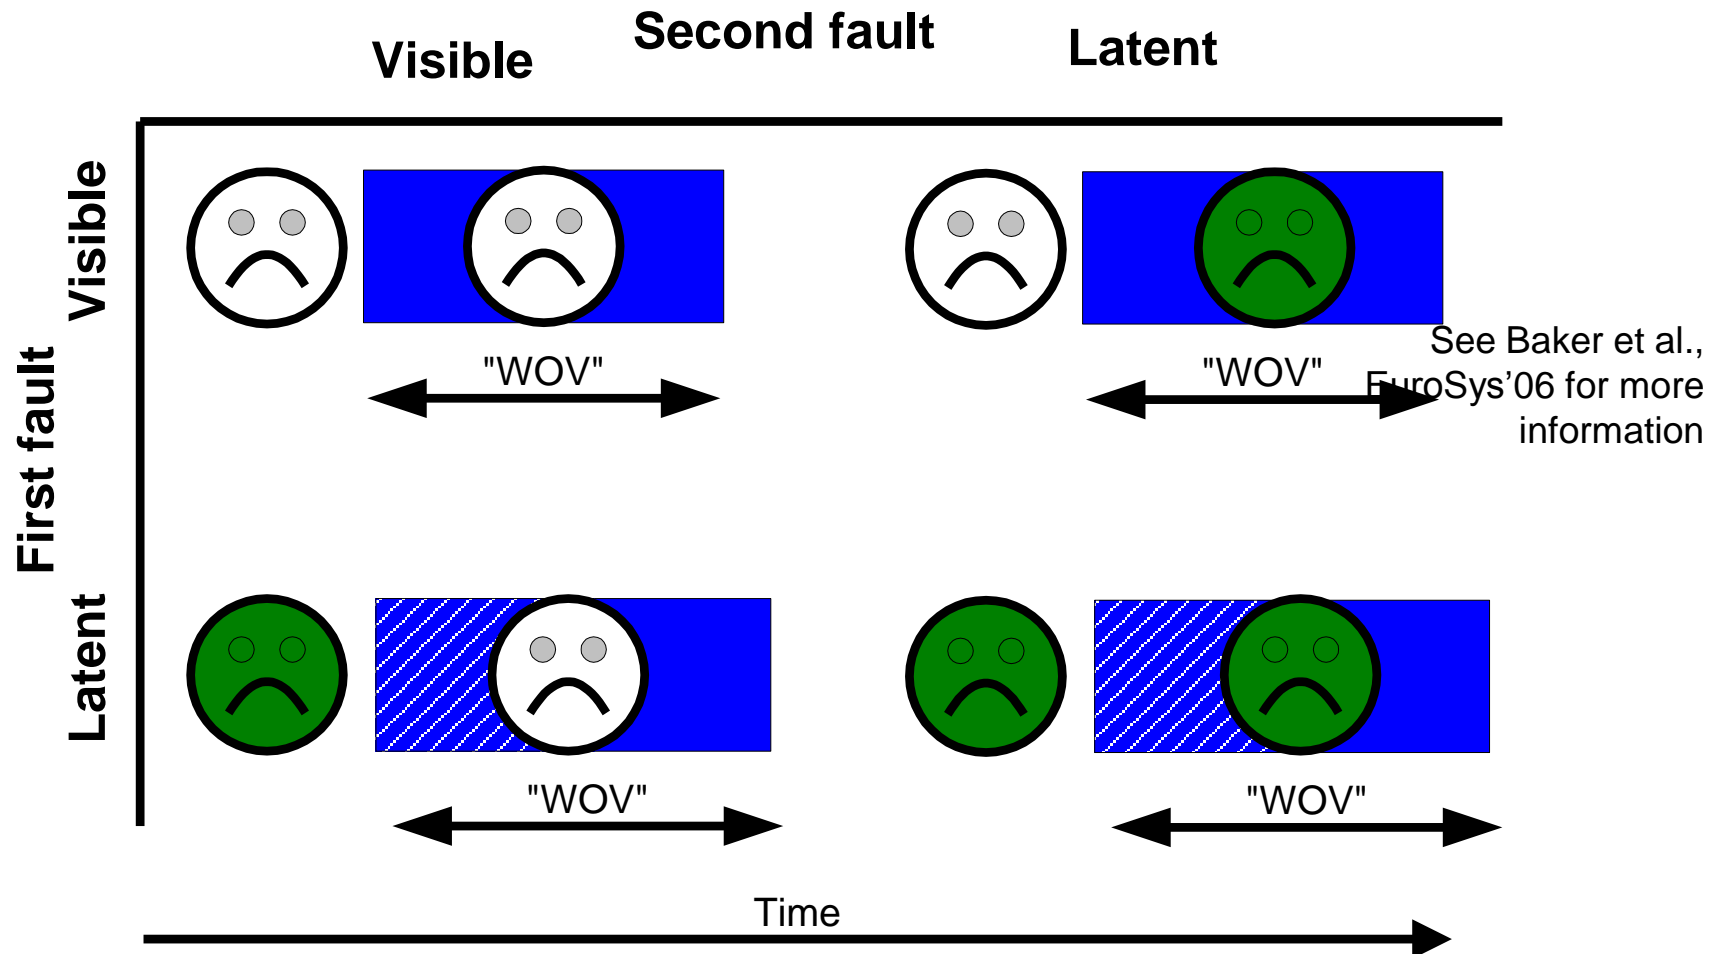 Second fault
Visible
Latent
First fault
Visible
"WOV"
"WOV"
See Baker et al.,
EuroSys’06 for more
information
Latent
"WOV"
"WOV"
Time